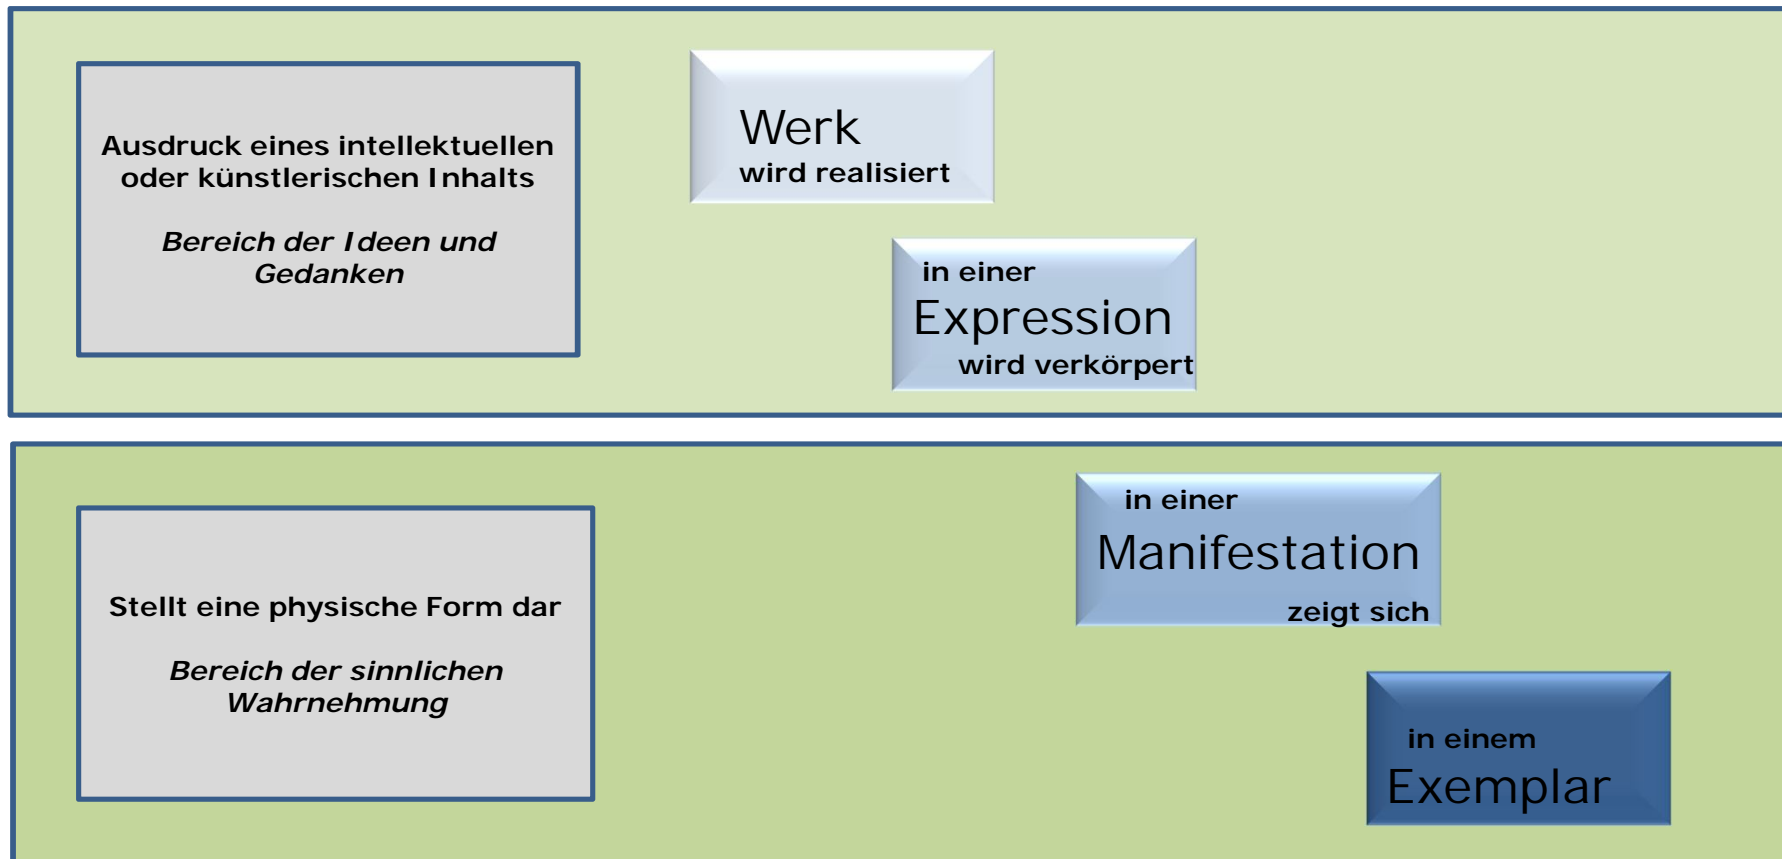 Ausdruck eines intellektuellen
oder künstlerischen Inhalts
Bereich der Ideen und
Gedanken
Werk
wird realisiert
in einer
Expression
wird verkörpert
Stellt eine physische Form dar
Bereich der sinnlichen
Wahrnehmung
in einer
Manifestation
zeigt sich
in einem
Exemplar